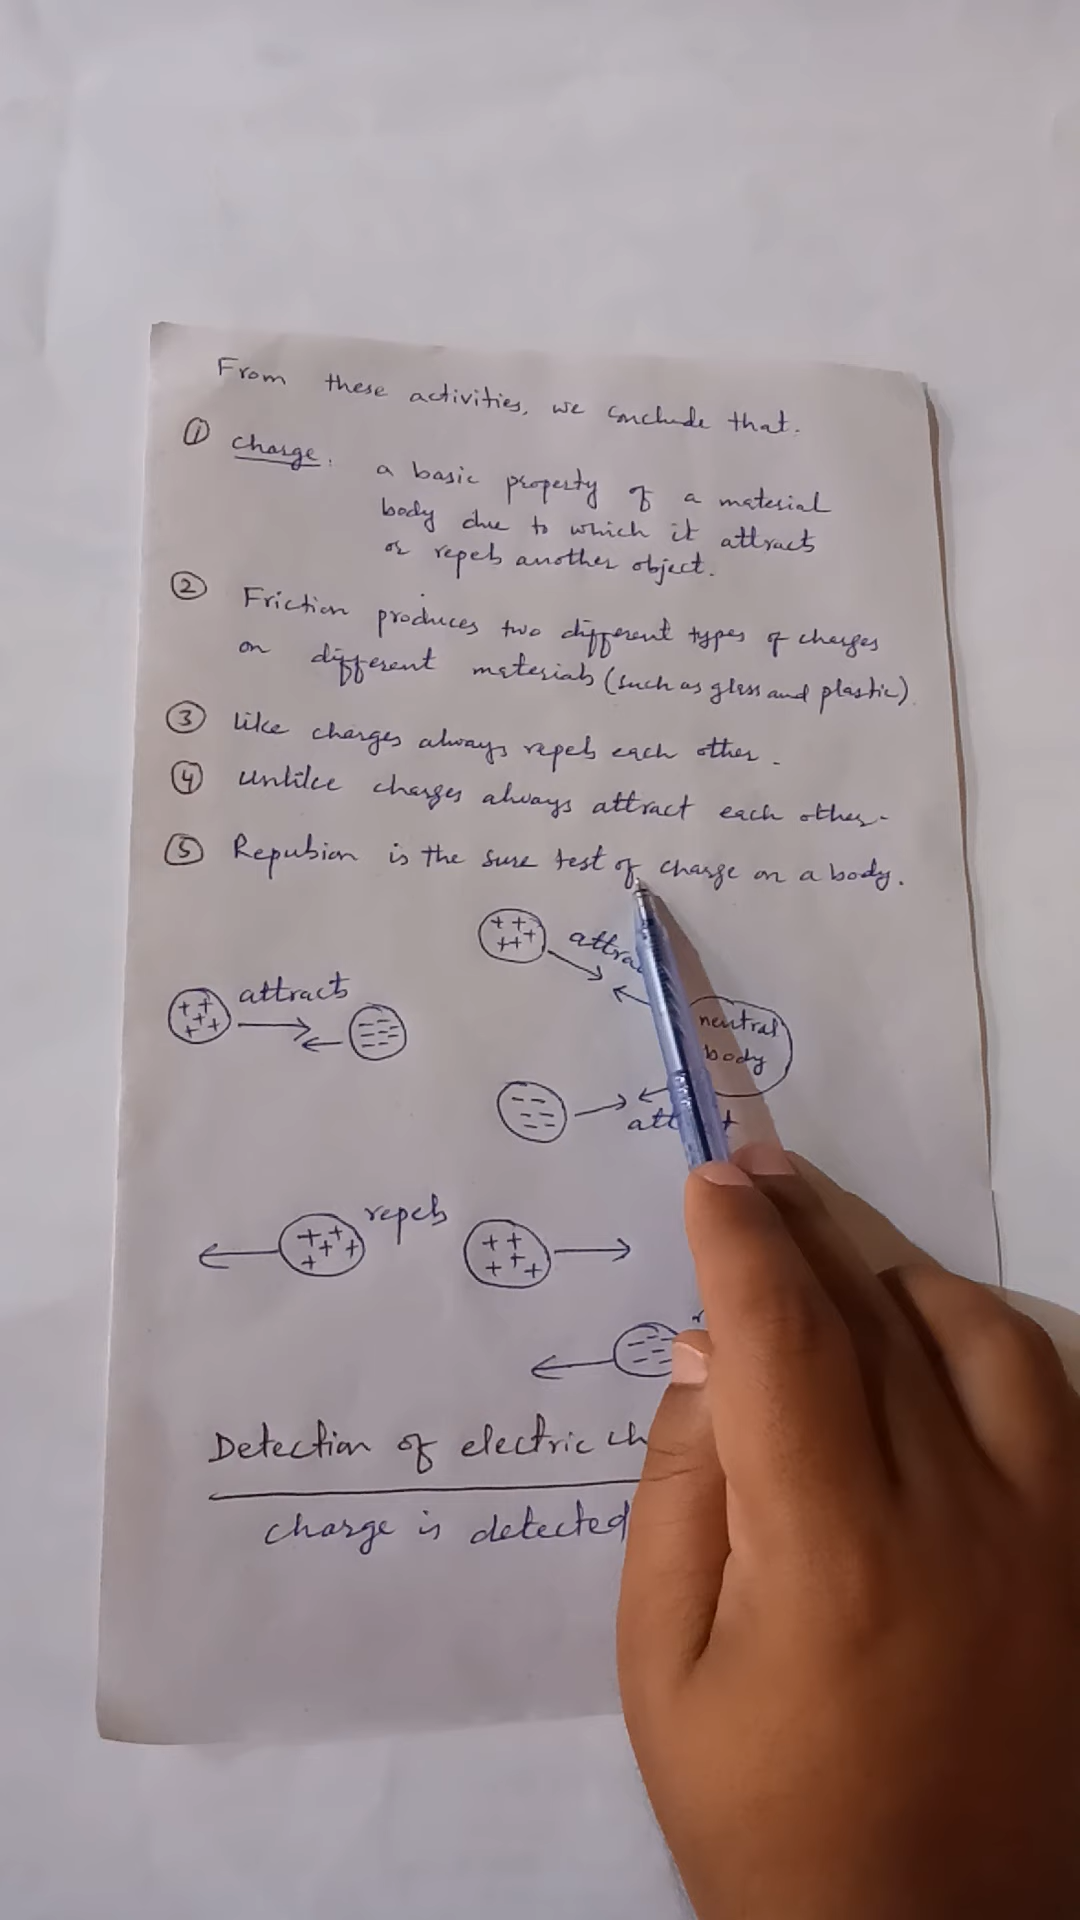 From these activities, we conclude that.
① Charge: a basic property of a material
body due to which it attracts
or repels another object.
② Friction produces two different types of charges
on different materials (such as glass and plastic).
③ like charges always repels each other.
④ Unlike charges always attract each other.
⑤ Repulsion is the sure test of charge on a body.
+ + + + +
attracts
+ + + + +
neutral
body
repels
+ + + + +
+ + + + +
Detection of electric
charge is detected